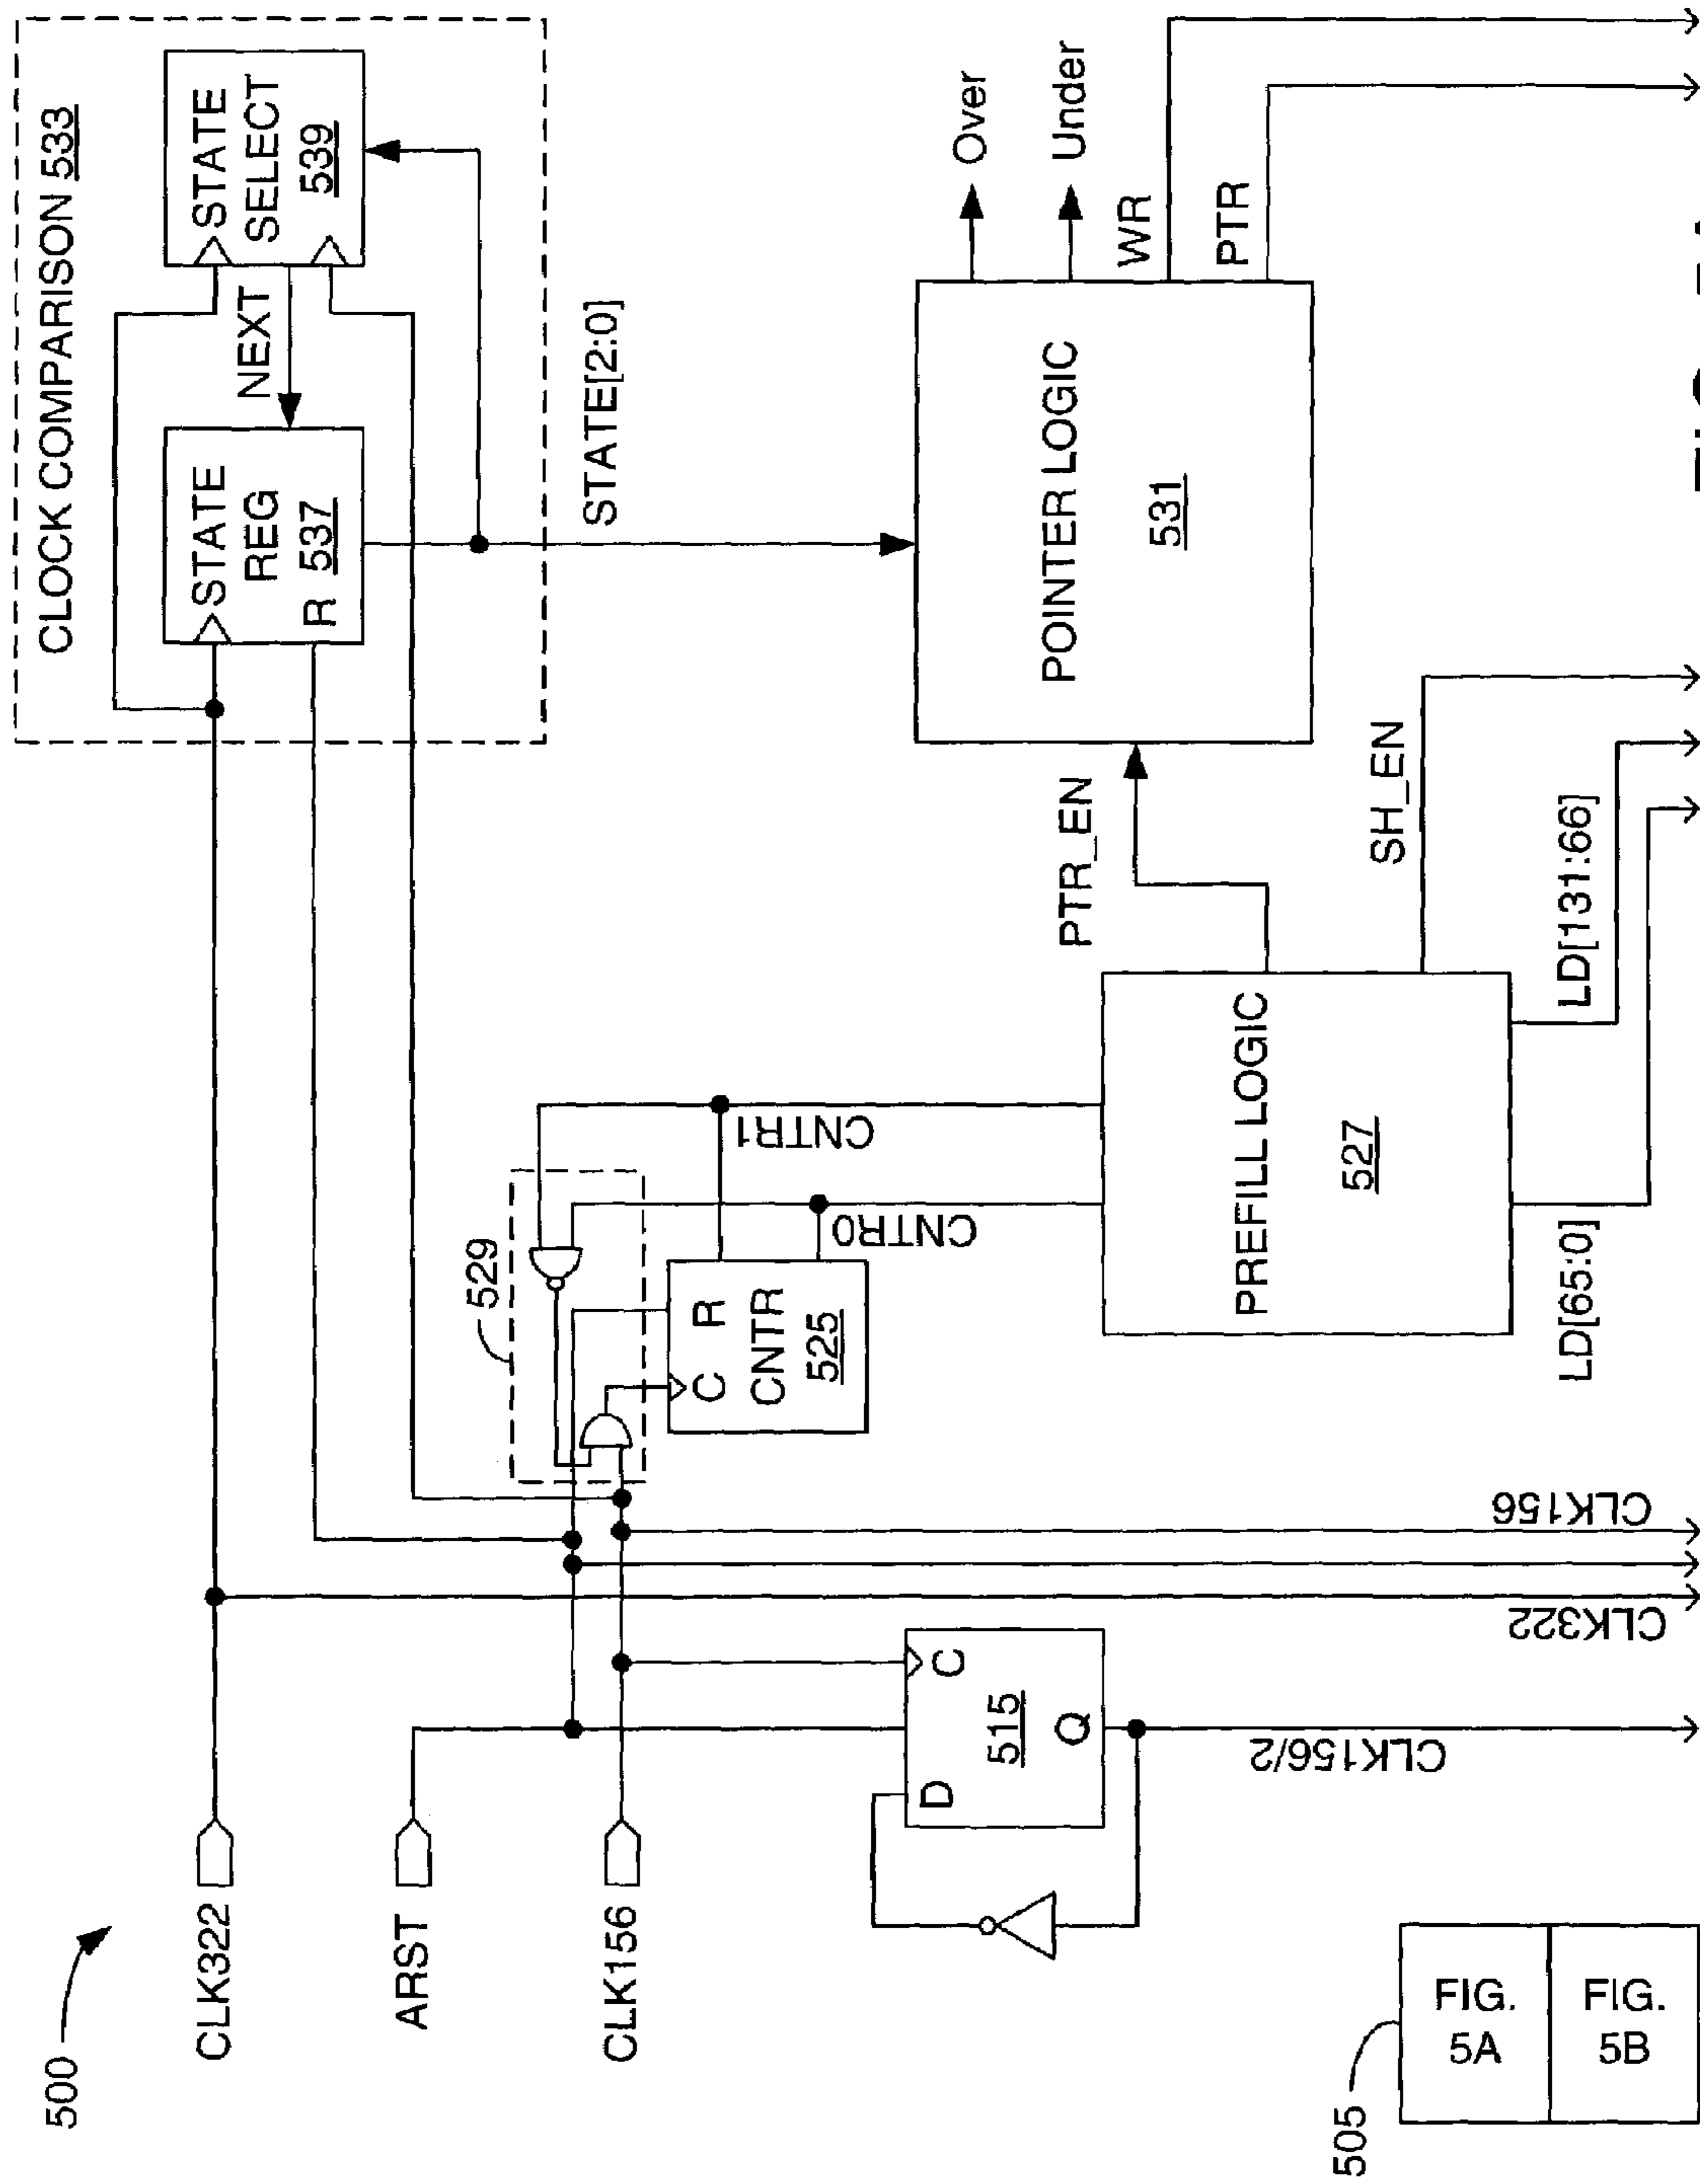 500
CLK322
ARST
CLK156
CLOCK COMPARISON 533
STATE
REG
537
R
NEXT
STATE
SELECT
539
STATE[2:0]
529
C
R
CNTR
525
CNTR1
CNTR0
D
515
C
Q
CLK156/2
CLK322
CLK156
PREFILL LOGIC
527
PTR_EN
SH_EN
LD[131:66]
LD[65:0]
POINTER LOGIC
531
Over
Under
WR
PTR
505
FIG.
5A
FIG.
5B